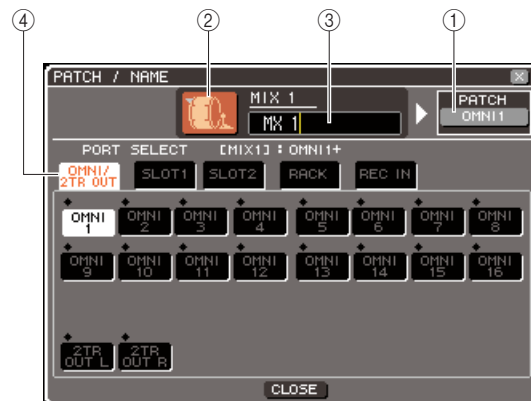 ④ ② ③ ①
PATCH / NAME
MIX 1
MX 1
PATCH
OMNI1
PORT SELECT [MIX1]:OMNI1+
OMNI/
2TR OUT
SLOT1 SLOT2 RACK REC IN
OMNI 1 OMNI 2 OMNI 3 OMNI 4 OMNI 5 OMNI 6 OMNI 7 OMNI 8
OMNI 9 OMNI 10 OMNI 11 OMNI 12 OMNI 13 OMNI 14 OMNI 15 OMNI 16
2TR OUT L 2TR OUT R
CLOSE